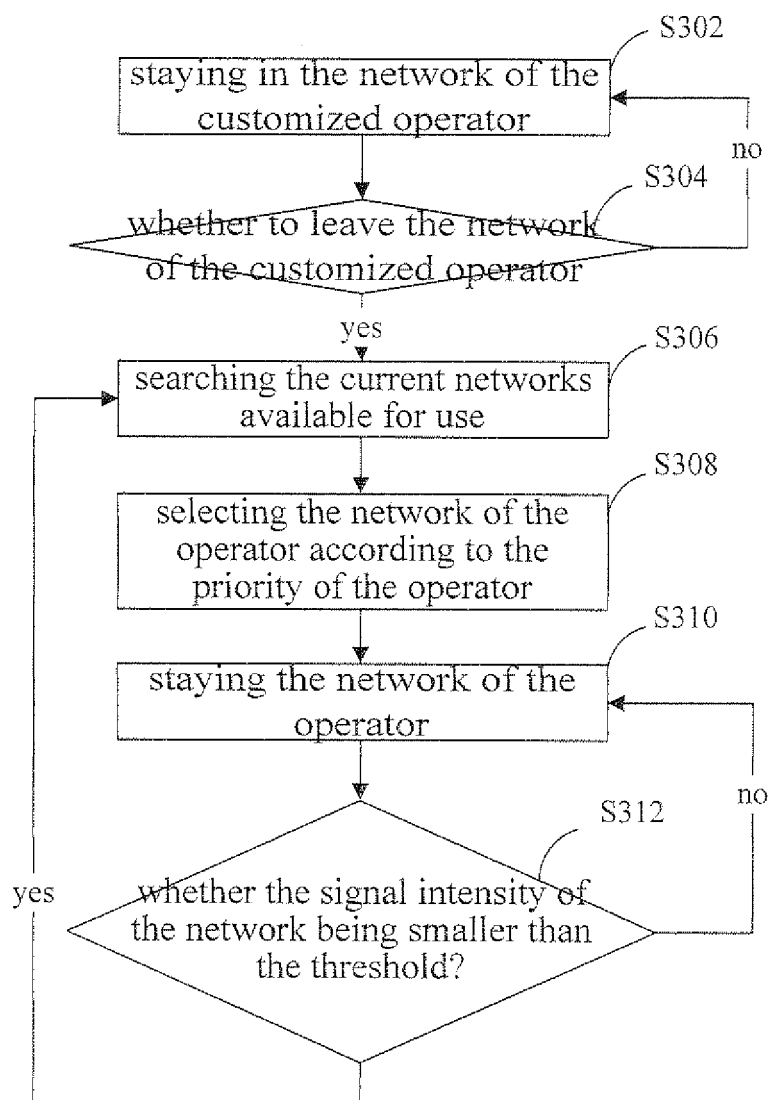 S302
staying in the network of the
customized operator
no
S304
whether to leave the network
of the customized operator
yes
S306
searching the current networks
available for use
S308
selecting the network of the
operator according to the
priority of the operator
S310
staying the network of the
operator
no
S312
yes
whether the signal intensity of
the network being smaller than
the threshold?